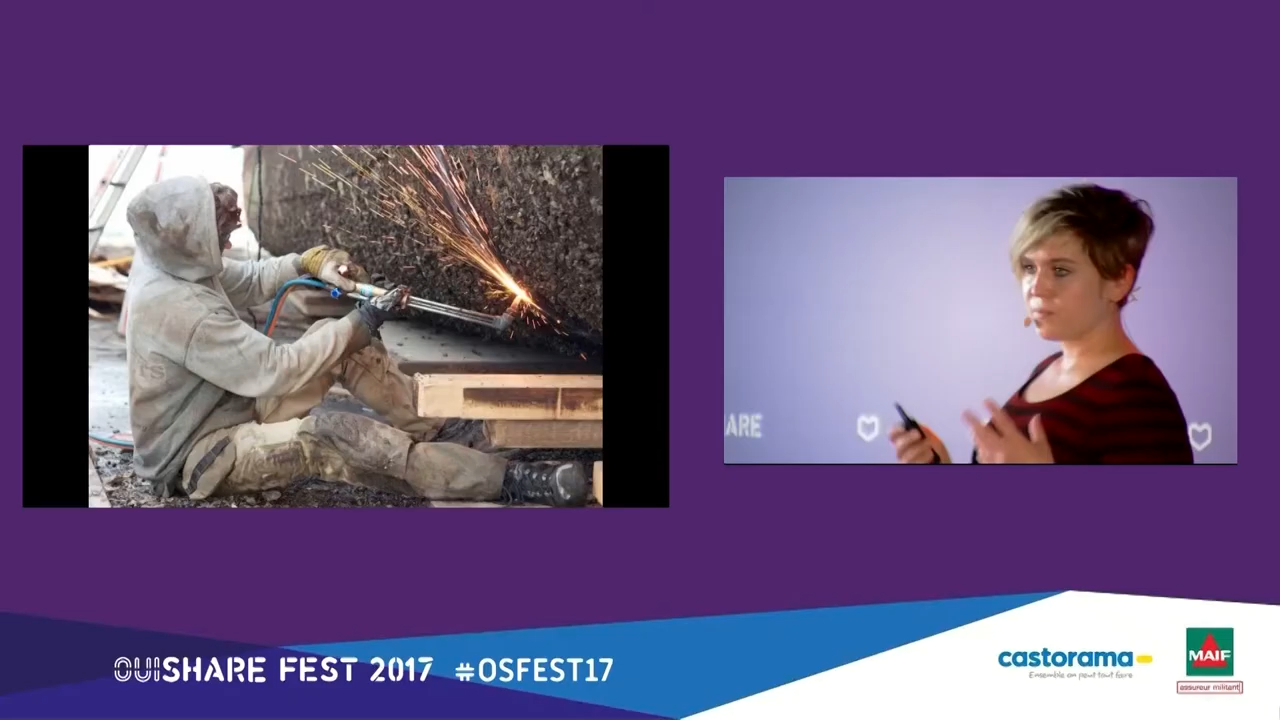 ARE
OUISHARE FEST 2017 #OSFEST17
castorama
Ensemble on peut tout faire
MAIF
assureur militant